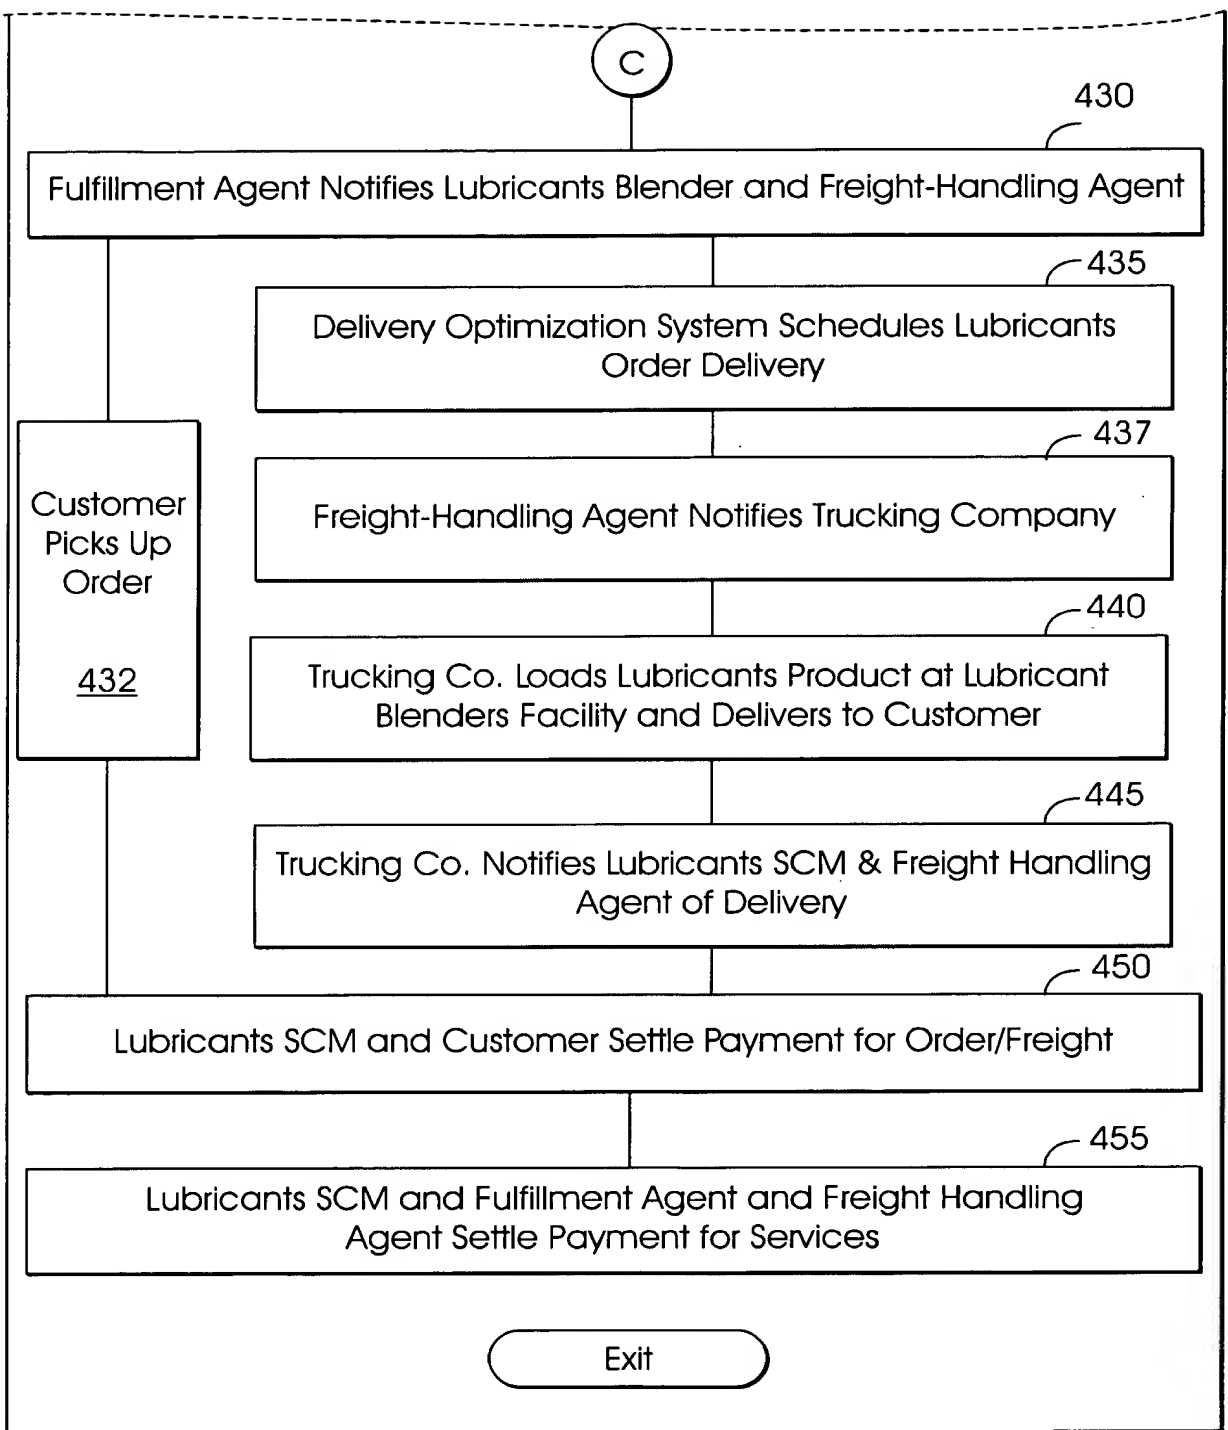 C
430
Fulfillment Agent Notifies Lubricants Blender and Freight-Handling Agent
435
Delivery Optimization System Schedules Lubricants
Order Delivery
437
Freight-Handling Agent Notifies Trucking Company
Customer
Picks Up
Order
432
440
Trucking Co. Loads Lubricants Product at Lubricant
Blenders Facility and Delivers to Customer
445
Trucking Co. Notifies Lubricants SCM & Freight Handling
Agent of Delivery
450
Lubricants SCM and Customer Settle Payment for Order/Freight
455
Lubricants SCM and Fulfillment Agent and Freight Handling
Agent Settle Payment for Services
Exit